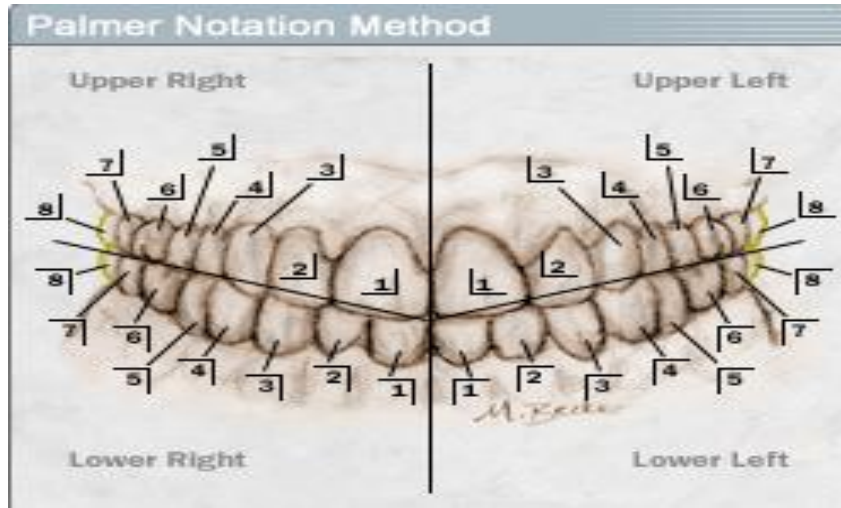 Palmer Notation Method
Upper Right Upper Left
5 5
7 6 4 3 3 4 6 7
8 8
2 1 1 2
8 8
7 6 6 7
5 4 3 2 1 1 2 3 4 5
Lower Right Lower Left